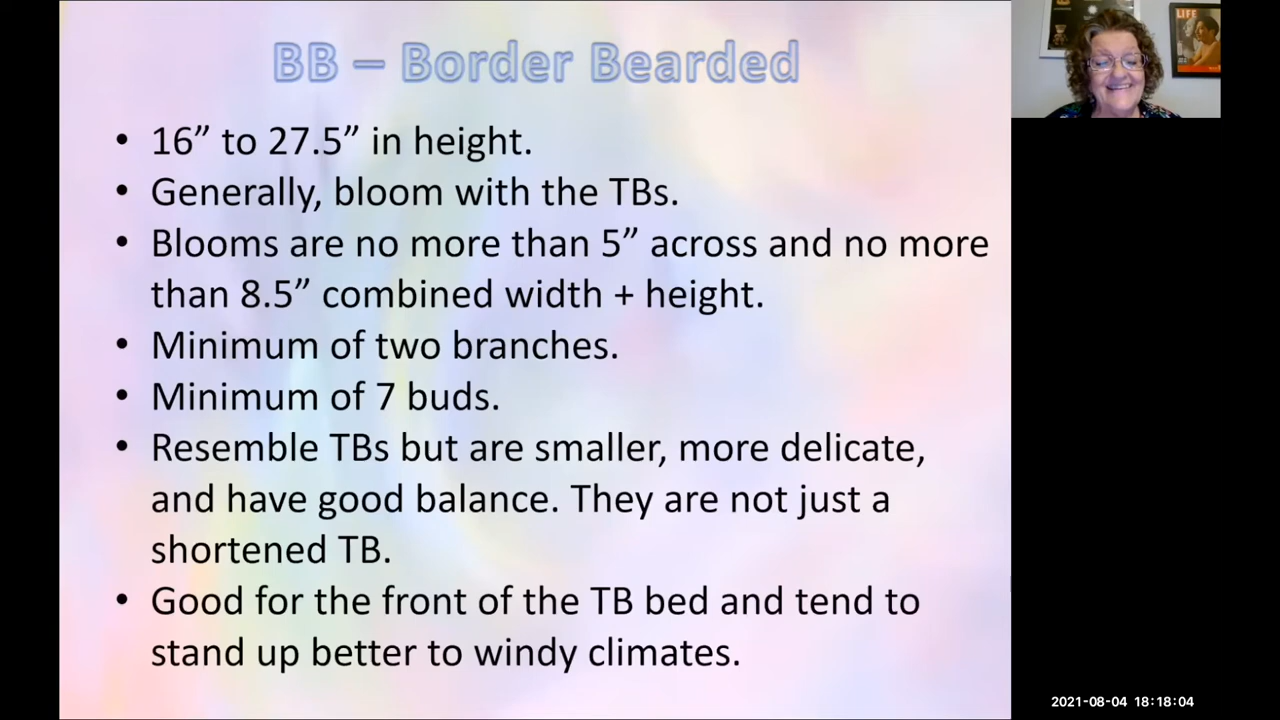 BB – Border Bearded
• 16” to 27.5” in height.
• Generally, bloom with the TBs.
• Blooms are no more than 5” across and no more
than 8.5” combined width + height.
• Minimum of two branches.
• Minimum of 7 buds.
• Resemble TBs but are smaller, more delicate,
and have good balance. They are not just a
shortened TB.
• Good for the front of the TB bed and tend to
stand up better to windy climates.
LIFE
2021-08-04 18:18:04